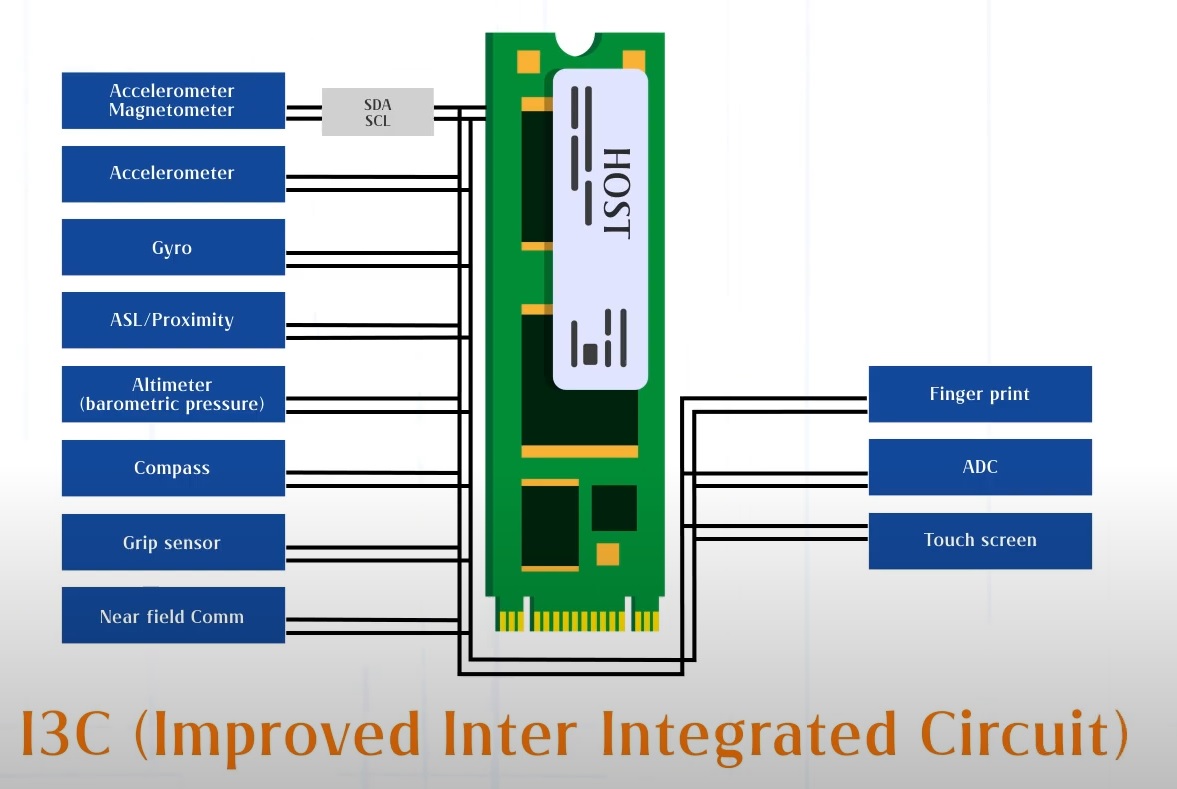 Accelerometer
Magnetometer
SDA
SCL
Accelerometer
Gyro
ASL/Proximity
Altimeter
(barometric pressure)
Compass
Grip sensor
Near field Comm
HOST
Finger print
ADC
Touch screen
I3C (Improved Inter Integrated Circuit)